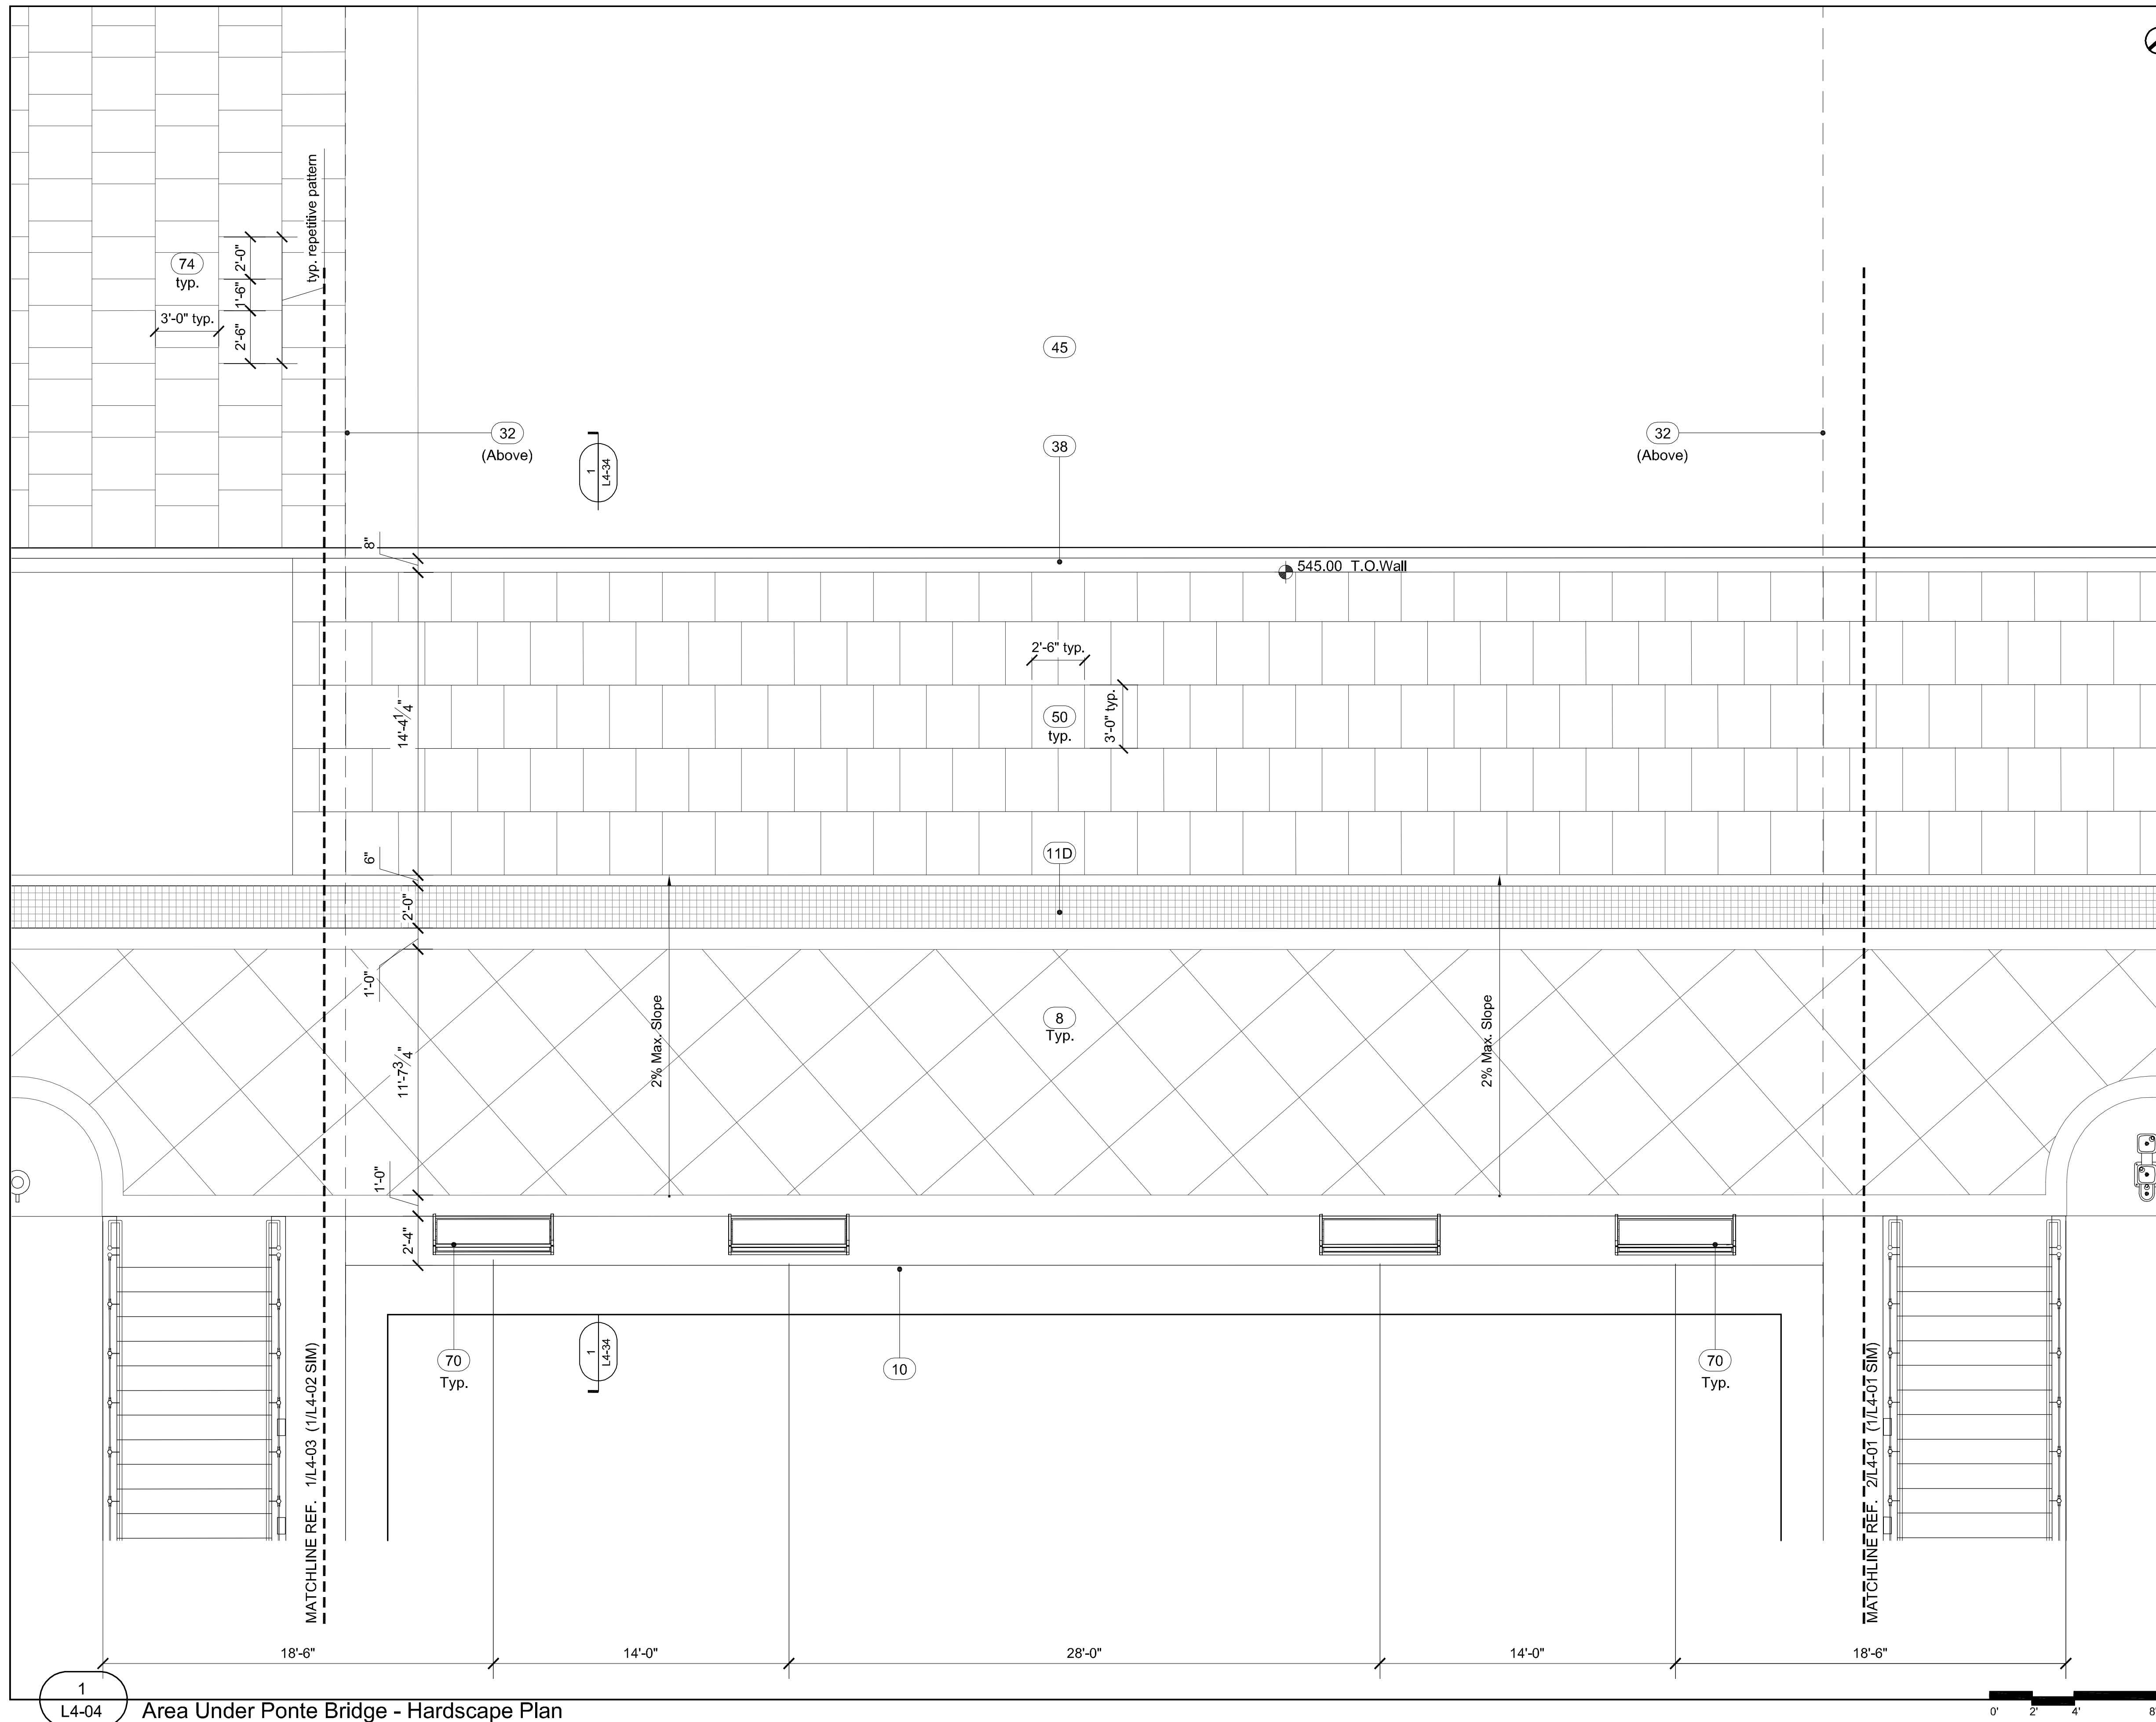 typ. repetitive pattern
2'-0"
74
typ.
1'-6"
3'-0" typ.
2'-6"
45
32
(Above)
38
32
(Above)
1
L4-34
8"
545.00 T.O.Wall
2'-6" typ.
14'-4 1/4"
50
typ.
3'-0" typ.
6"
11D
2'-0"
1'-0"
2% Max. Slope
8
Typ.
2% Max. Slope
11'-7 3/4"
1'-0"
2'-4"
70
Typ.
1
L4-34
10
70
Typ.
MATCHLINE REF. 1/L4-03 (1/L4-02 SIM)
MATCHLINE REF. 2/L4-01 (1/L4-01 SIM)
18'-6"
14'-0"
28'-0"
14'-0"
18'-6"
1
L4-04
Area Under Ponte Bridge - Hardscape Plan
0'
2'
4'